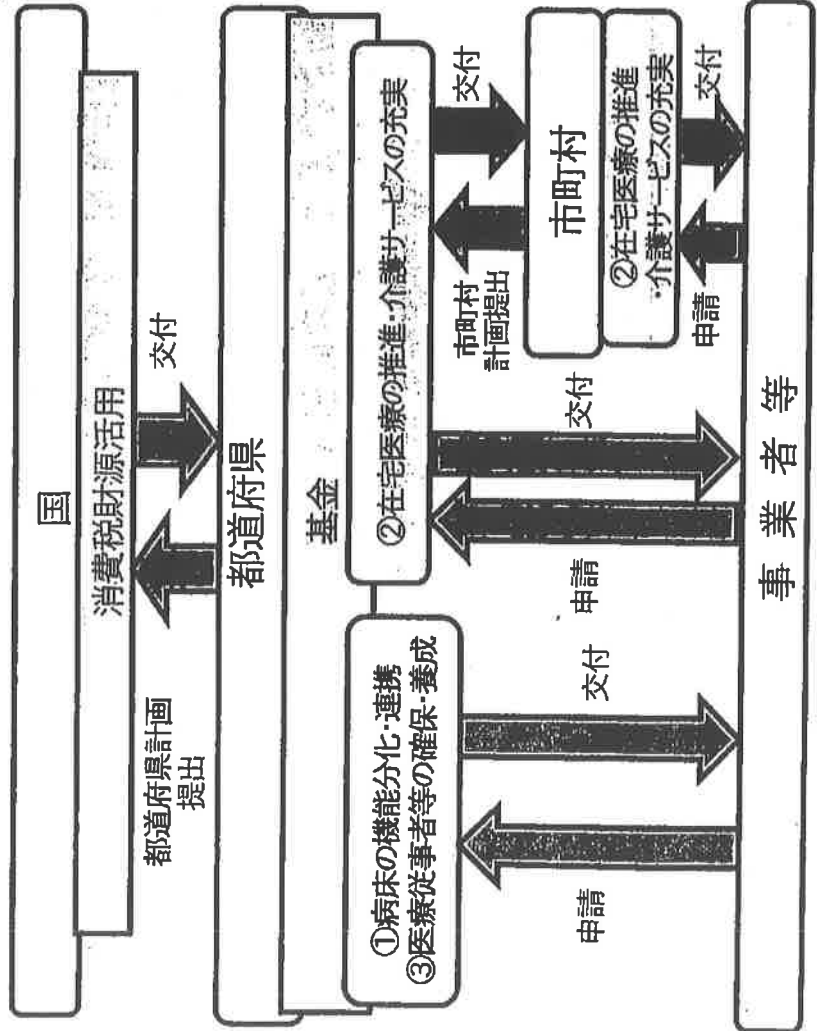 国
消費税財源活用
都道府県計画
提出
交付
都道府県
基金
①病床の機能分化・連携
③医療従事者等の確保・養成
②在宅医療の推進・介護サービスの充実
申請
交付
申請
交付
市町村
計画提出
交付
市町村
②在宅医療の推進
・介護サービスの充実
申請
交付
事業者等